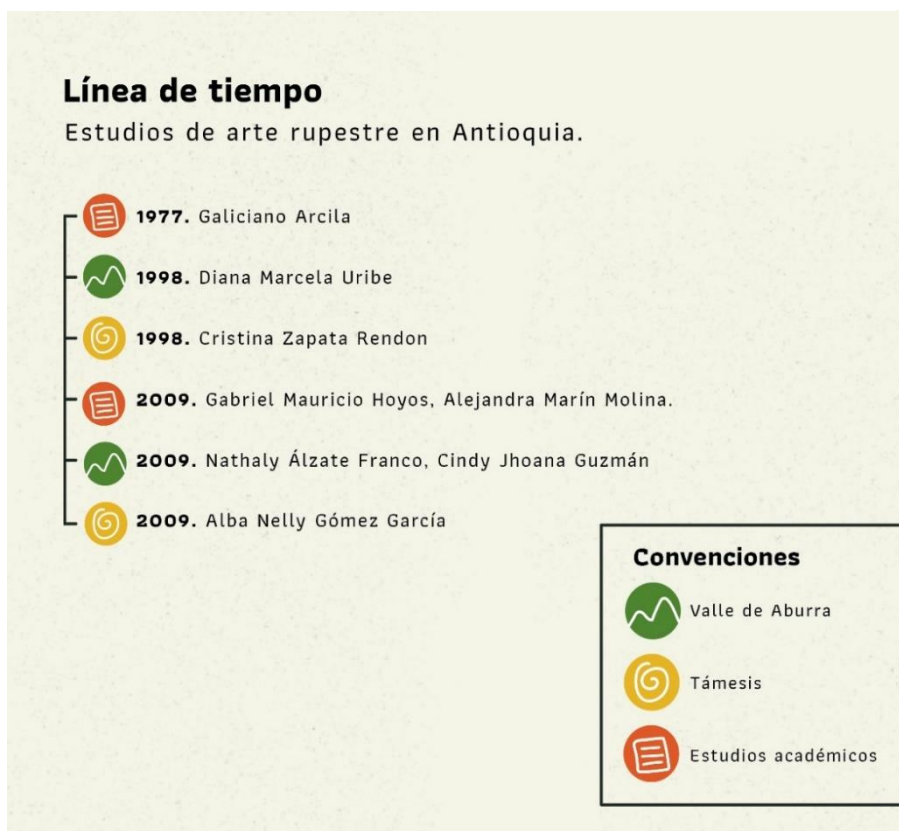 Línea de tiempo
Estudios de arte rupestre en Antioquia.
1977. Galiciano Arcila
1998. Diana Marcela Uribe
1998. Cristina Zapata Rendon
2009. Gabriel Mauricio Hoyos, Alejandra Marín Molina.
2009. Nathaly Álzate Franco, Cindy Jhoana Guzmán
2009. Alba Nelly Gómez García
Convenciones
Valle de Aburra
Támesis
Estudios académicos